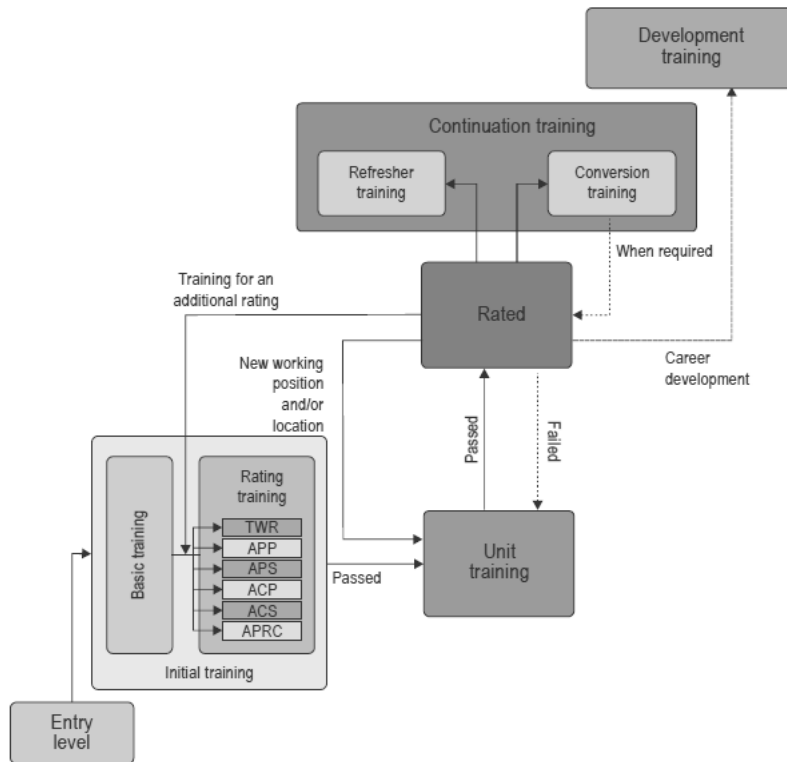 Development
training
Continuation training
Refresher
training
Conversion
training
When required
Training for an
additional rating
Rated
New working
position
and/or
location
Career
development
Passed
Failed
Rating
training
Basic training
TWR
APP
APS
ACP
ACS
APRC
Unit
training
Passed
Initial training
Entry
level